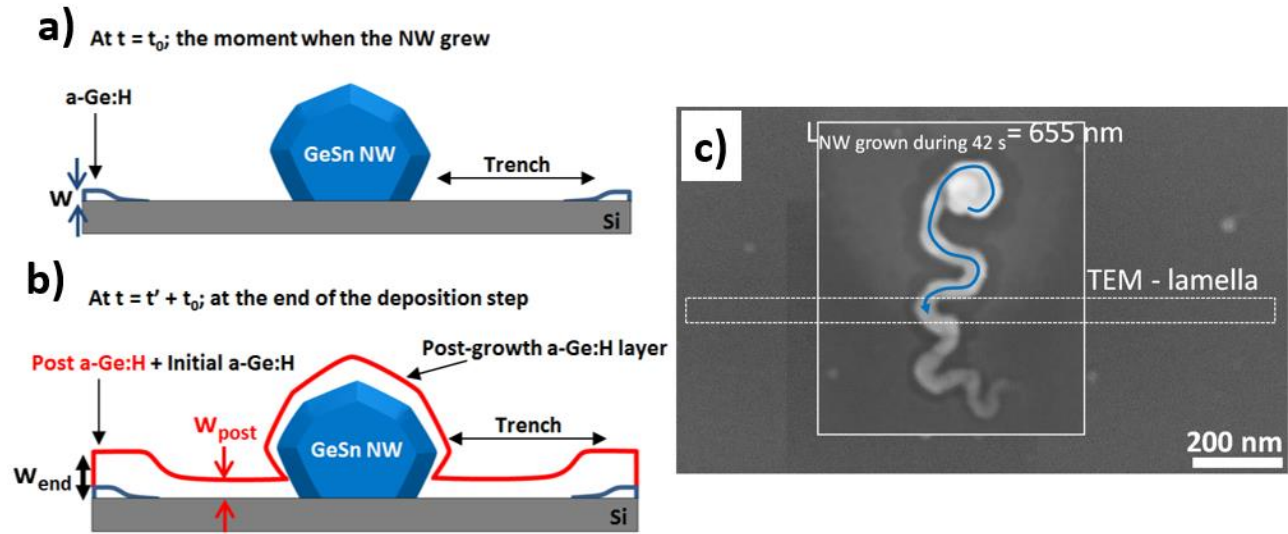 a) At t = t0; the moment when the NW grew
a-Ge:H
GeSn NW
Trench
W
Si
b)
At t = t' + t0; at the end of the deposition step
Post a-Ge:H + Initial a-Ge:H
Post-growth a-Ge:H layer
Wpost
GeSn NW
Trench
Wend
Si
c)
LNW grown during 42 s= 655 nm
TEM - lamella
200 nm